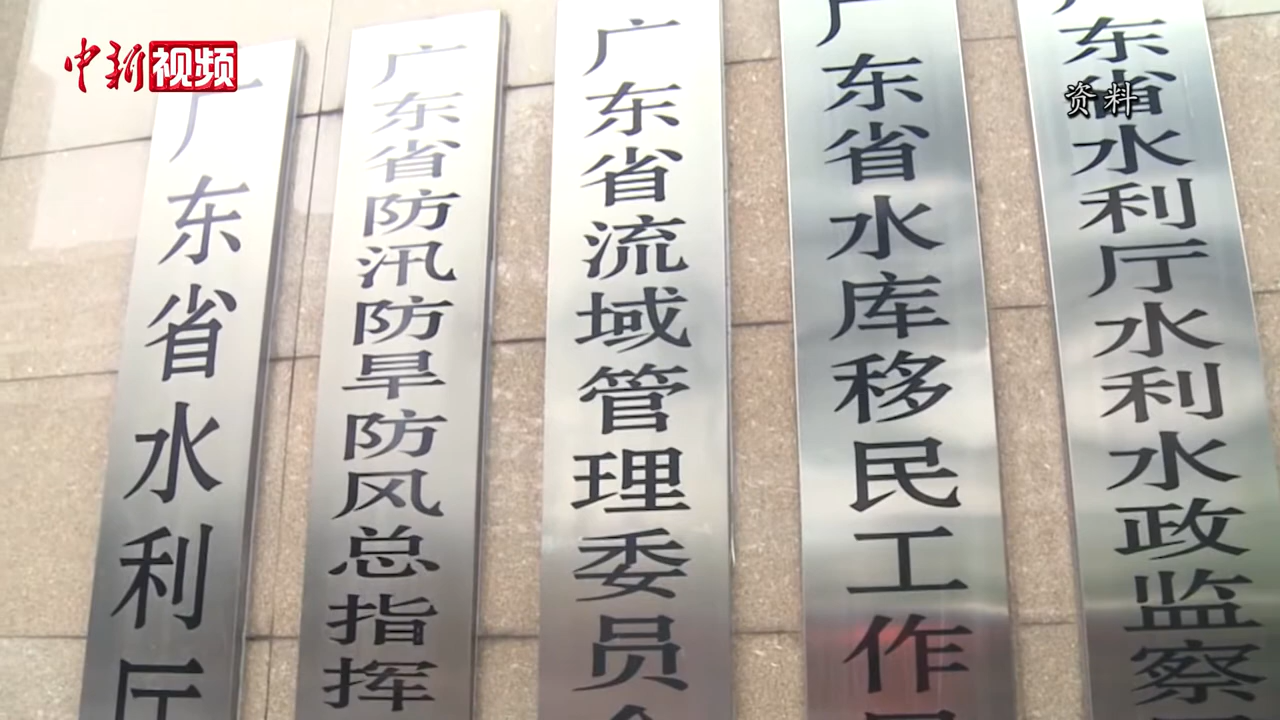 中新视频
资料
广东省水利厅
广东省防汛防旱防风总指挥
广东省流域管理委员会
广东省水库移民工作
广东省水利厅水利水政监察